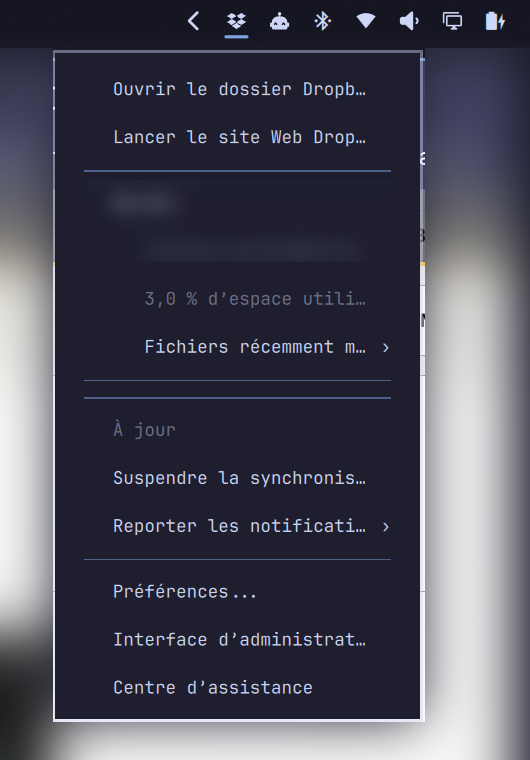 Ouvrir le dossier Dropb…
Lancer le site Web Drop…
3,0 % d’espace utili…
Fichiers récemment m… ›
À jour
Suspendre la synchronis…
Reporter les notificati… ›
Préférences...
Interface d’administrat…
Centre d’assistance